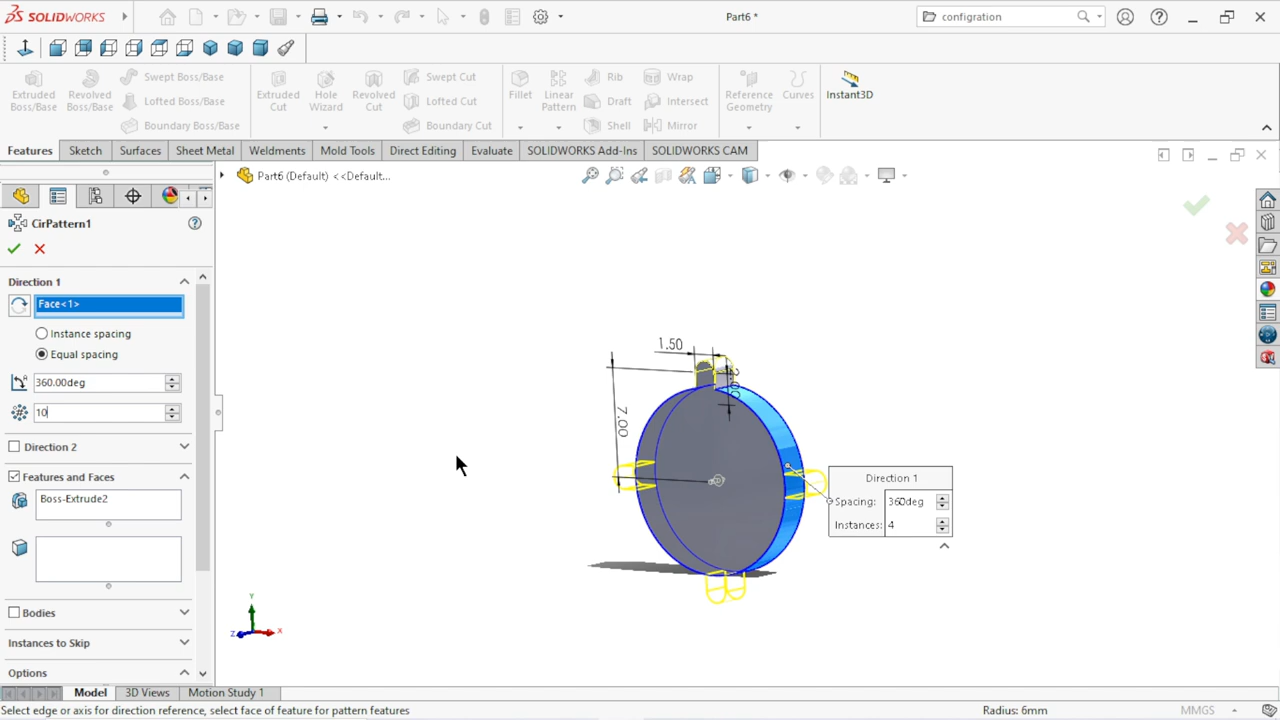 SOLIDWORKS
Part6 *
configration
Extruded Boss/Base
Revolved Boss/Base
Swept Boss/Base
Lofted Boss/Base
Boundary Boss/Base
Extruded Cut
Hole Wizard
Revolved Cut
Swept Cut
Lofted Cut
Boundary Cut
Fillet
Linear Pattern
Rib
Draft
Shell
Wrap
Intersect
Mirror
Reference Geometry
Curves
Instant3D
Features
Sketch
Surfaces
Sheet Metal
Weldments
Mold Tools
Direct Editing
Evaluate
SOLIDWORKS Add-Ins
SOLIDWORKS CAM
Part6 (Default) <<Default...
CirPattern1
Direction 1
Face<1>
Instance spacing
Equal spacing
360.00deg
10
Direction 2
Features and Faces
Boss-Extrude2
Bodies
Instances to Skip
Options
1.50
2.00
7.00
Direction 1
Spacing: 360deg
Instances: 4
Y
Z
X
Model
3D Views
Motion Study 1
Select edge or axis for direction reference, select face of feature for pattern features
Radius: 6mm
MMGS